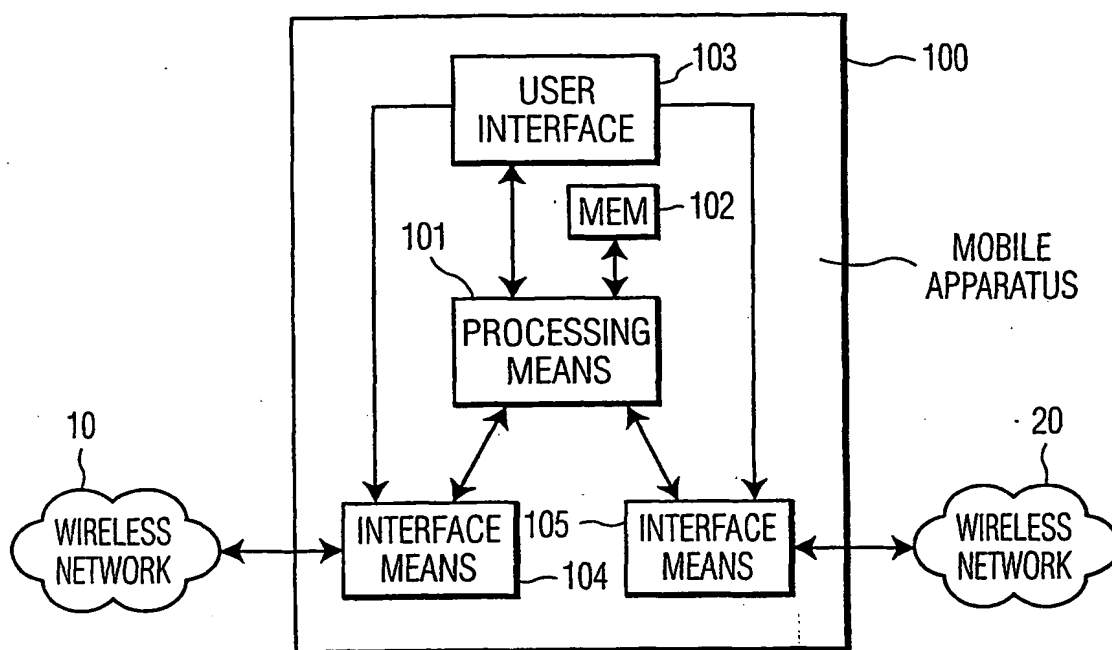 103
100
USER
INTERFACE
MEM
102
101
MOBILE
APPARATUS
PROCESSING
MEANS
10
20
WIRELESS
NETWORK
INTERFACE
MEANS
104
105
INTERFACE
MEANS
WIRELESS
NETWORK